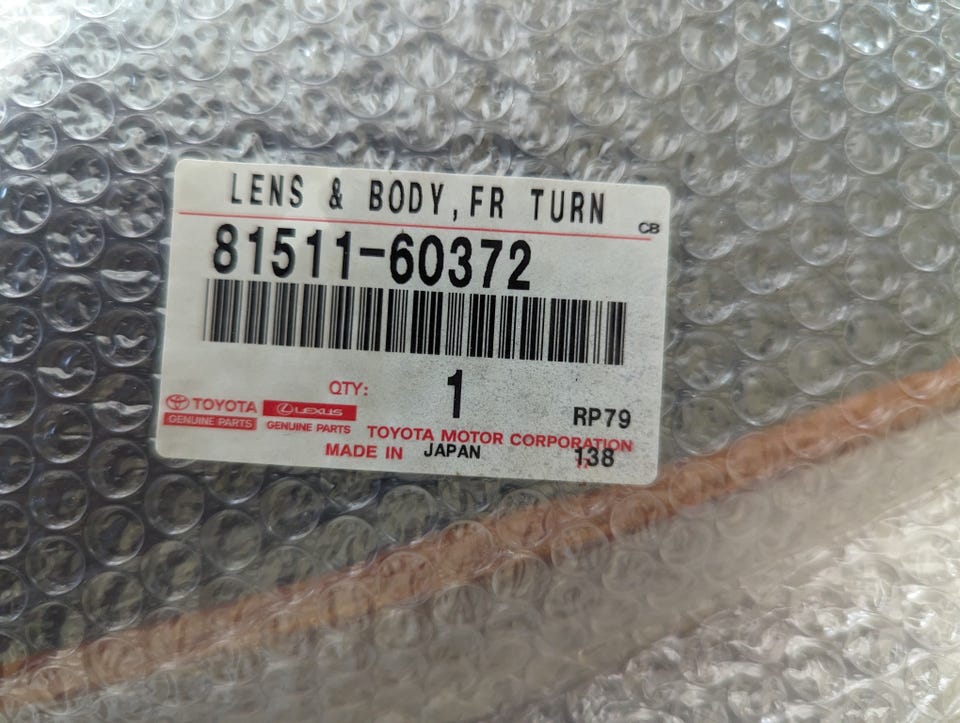 LENS & BODY, FR TURN
CB
81511-60372
QTY: 1
TOYOTA
GENUINE PARTS
LEXUS
GENUINE PARTS
RP79
TOYOTA MOTOR CORPORATION
MADE IN JAPAN
138